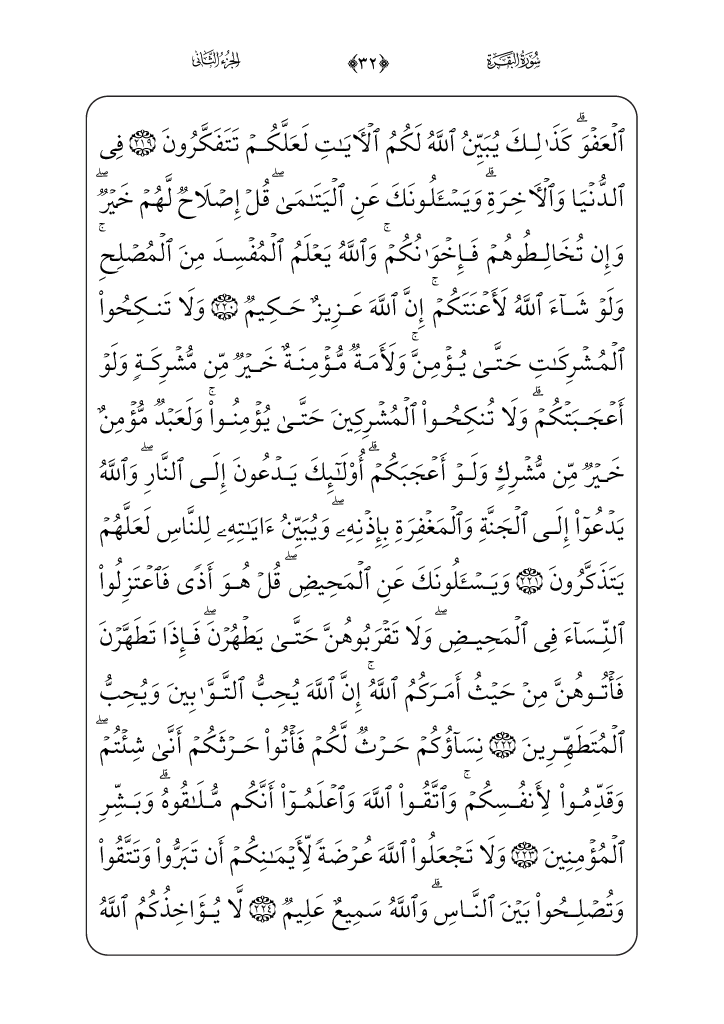 سُورَةُ البَقَرَة ﴿٣٢﴾ الجُزءُ الثَّانِي
ٱلۡعَفۡوَۗ كَذَٰلِكَ يُبَيِّنُ ٱللَّهُ لَكُمُ ٱلۡأٓيَٰتِ لَعَلَّكُمۡ تَتَفَكَّرُونَ ٢١٩ فِي
ٱلدُّنۡيَا وَٱلۡأٓخِرَةِۗ وَيَسۡـَٔلُونَكَ عَنِ ٱلۡيَتَٰمَىٰۖ قُلۡ إِصۡلَاحٞ لَّهُمۡ خَيۡرٞۖ
وَإِن تُخَالِطُوهُمۡ فَإِخۡوَٰنُكُمۡۚ وَٱللَّهُ يَعۡلَمُ ٱلۡمُفۡسِدَ مِنَ ٱلۡمُصۡلِحِۚ
وَلَوۡ شَآءَ ٱللَّهُ لَأَعۡنَتَكُمۡۚ إِنَّ ٱللَّهَ عَزِيزٌ حَكِيمٞ ٢٢٠ وَلَا تَنكِحُواْ
ٱلۡمُشۡرِكَٰتِ حَتَّىٰ يُؤۡمِنَّۚ وَلَأَمَةٞ مُّؤۡمِنَةٌ خَيۡرٞ مِّن مُّشۡرِكَةٖ وَلَوۡ
أَعۡجَبَتۡكُمۡۗ وَلَا تُنكِحُواْ ٱلۡمُشۡرِكِينَ حَتَّىٰ يُؤۡمِنُواْۚ وَلَعَبۡدٞ مُّؤۡمِنٌ
خَيۡرٞ مِّن مُّشۡرِكٖ وَلَوۡ أَعۡجَبَكُمۡۗ أُوْلَٰٓئِكَ يَدۡعُونَ إِلَى ٱلنَّارِۖ وَٱللَّهُ
يَدۡعُوٓاْ إِلَى ٱلۡجَنَّةِ وَٱلۡمَغۡفِرَةِ بِإِذۡنِهِۦۖ وَيُبَيِّنُ ءَايَٰتِهِۦ لِلنَّاسِ لَعَلَّهُمۡ
يَتَذَكَّرُونَ ٢٢١ وَيَسۡـَٔلُونَكَ عَنِ ٱلۡمَحِيضِۖ قُلۡ هُوَ أَذٗى فَٱعۡتَزِلُواْ
ٱلنِّسَآءَ فِي ٱلۡمَحِيضِۖ وَلَا تَقۡرَبُوهُنَّ حَتَّىٰ يَطۡهُرۡنَۖ فَإِذَا تَطَهَّرۡنَ
فَأۡتُوهُنَّ مِنۡ حَيۡثُ أَمَرَكُمُ ٱللَّهُۚ إِنَّ ٱللَّهَ يُحِبُّ ٱلتَّوَّٰبِينَ وَيُحِبُّ
ٱلۡمُتَطَهِّرِينَ ٢٢٢ نِسَآؤُكُمۡ حَرۡثٞ لَّكُمۡ فَأۡتُواْ حَرۡثَكُمۡ أَنَّىٰ شِئۡتُمۡۖ
وَقَدِّمُواْ لِأَنفُسِكُمۡۚ وَٱتَّقُواْ ٱللَّهَ وَٱعۡلَمُوٓاْ أَنَّكُم مُّلَٰقُوهُۗ وَبَشِّرِ
ٱلۡمُؤۡمِنِينَ ٢٢٣ وَلَا تَجۡعَلُواْ ٱللَّهَ عُرۡضَةٗ لِّأَيۡمَٰنِكُمۡ أَن تَبَرُّواْ وَتَتَّقُواْ
وَتُصۡلِحُواْ بَيۡنَ ٱلنَّاسِۗ وَٱللَّهُ سَمِيعٌ عَلِيمٞ ٢٢٤ لَّا يُؤَاخِذُكُمُ ٱللَّهُ